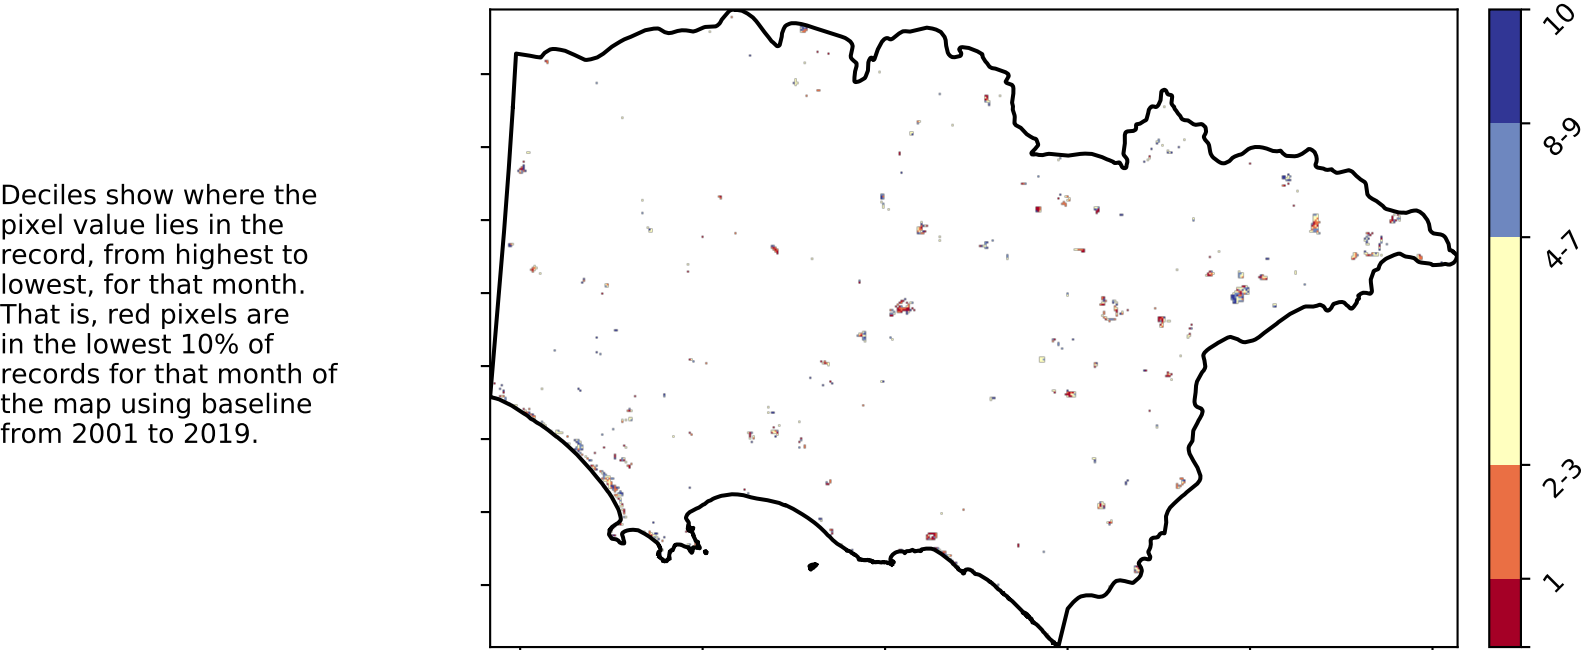 Deciles show where the
pixel value lies in the
record, from highest to
lowest, for that month.
That is, red pixels are
in the lowest 10% of
records for that month of
the map using baseline
from 2001 to 2019.
10
8-9
4-7
2-3
1